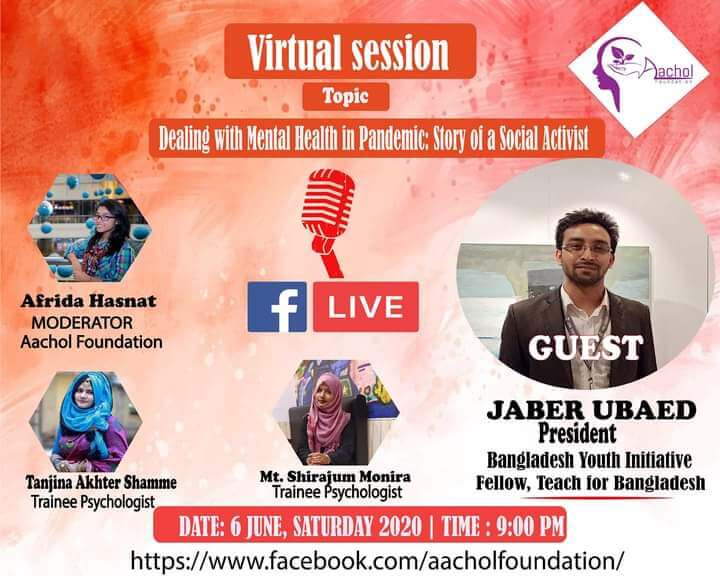 Virtual session
Topic
Dealing with Mental Health in Pandemic: Story of a Social Activist
Aachol
Foundation
Afrida Hasnat
MODERATOR
Aachol Foundation
f LIVE
GUEST
JABER UBAED
President
Bangladesh Youth Initiative
Fellow, Teach for Bangladesh
Tanjina Akhter Shamme
Trainee Psychologist
Mt. Shirajum Monira
Trainee Psychologist
DATE: 6 JUNE, SATURDAY 2020 | TIME : 9:00 PM
https://www.facebook.com/aacholfoundation/